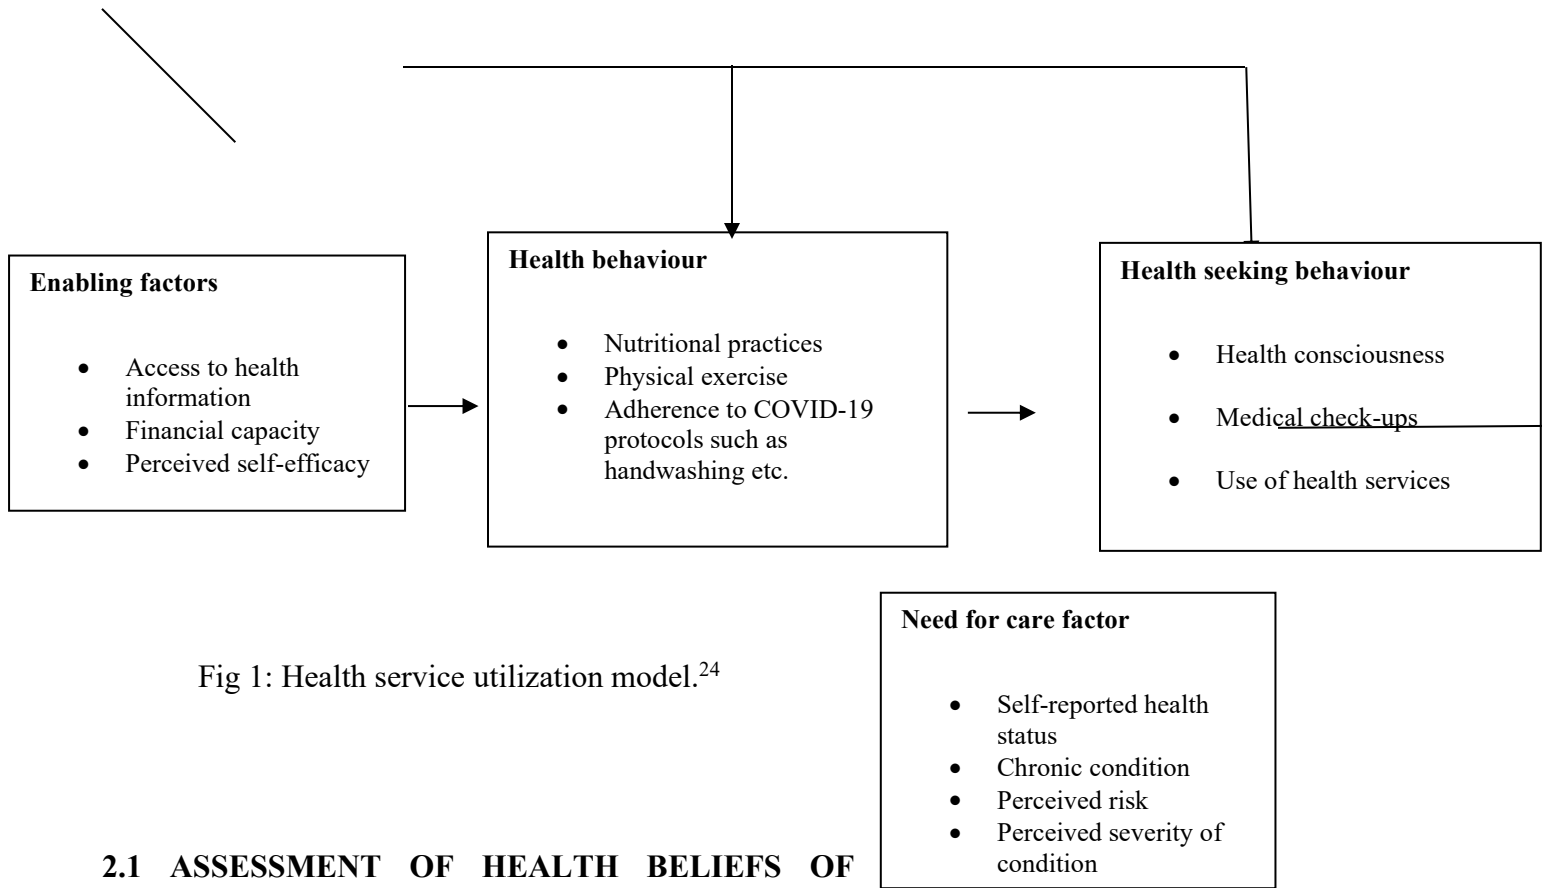 Enabling factors
• Access to health
information
• Financial capacity
• Perceived self-efficacy
Health behaviour
• Nutritional practices
• Physical exercise
• Adherence to COVID-19
protocols such as
handwashing etc.
Health seeking behaviour
• Health consciousness
• Medical check-ups
• Use of health services
Need for care factor
• Self-reported health
status
• Chronic condition
• Perceived risk
• Perceived severity of
condition
Fig 1: Health service utilization model.24
2.1 ASSESSMENT OF HEALTH BELIEFS OF